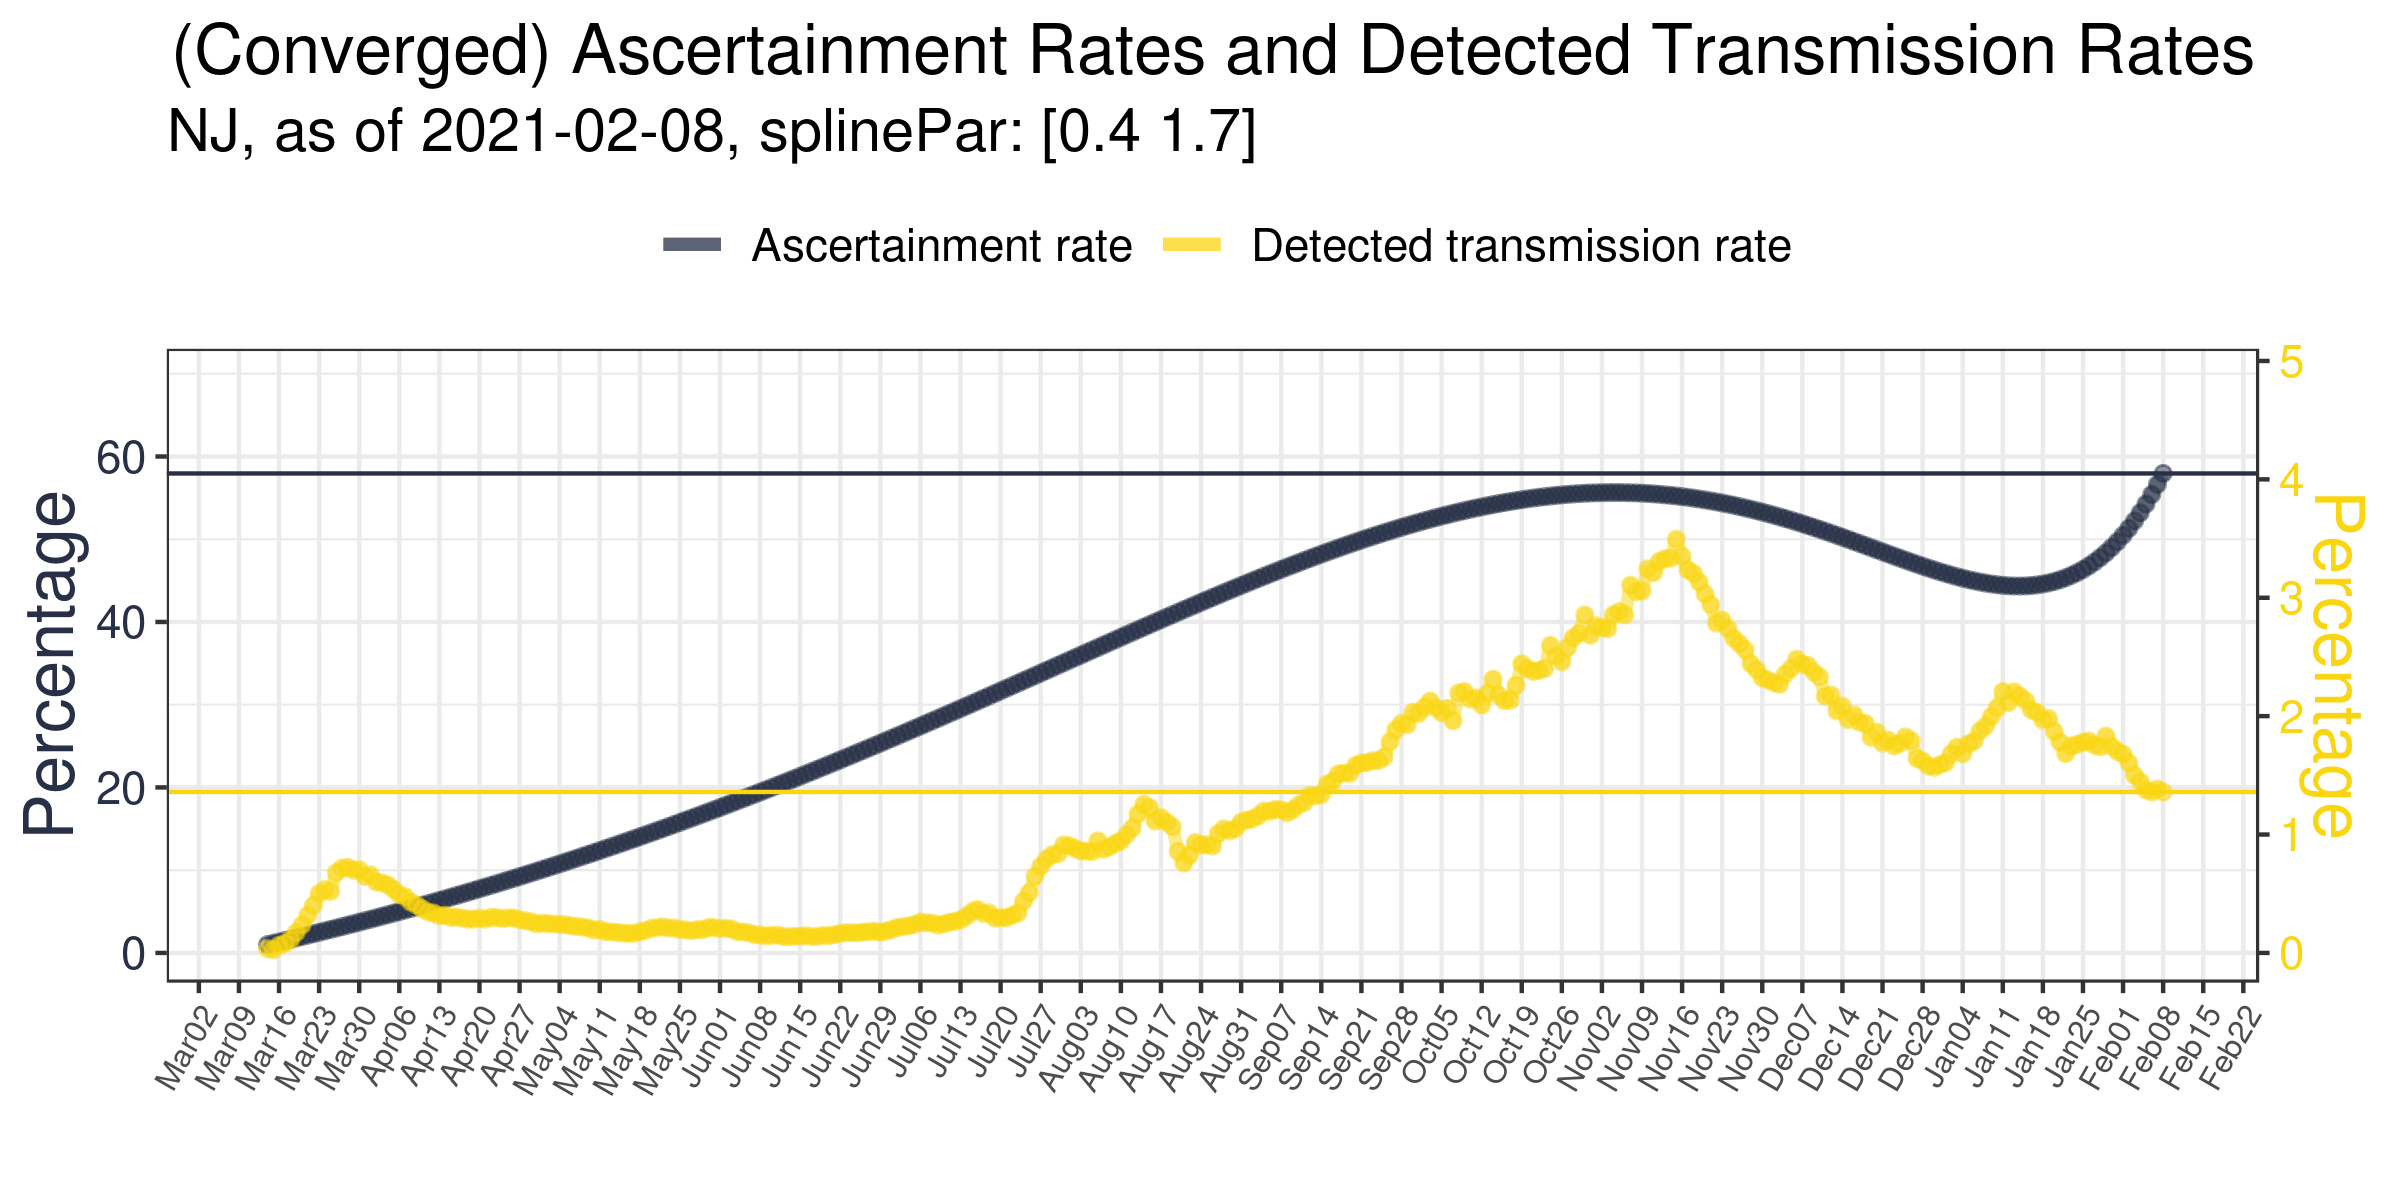 (Converged) Ascertainment Rates and Detected Transmission Rates
NJ, as of 2021-02-08, splinePar: [0.4 1.7]
Ascertainment rate Detected transmission rate
Percentage
60
40
20
0
5
4
3
2
1
0
Percentage
Mar02 Mar09 Mar16 Mar23 Mar30 Apr06 Apr13 Apr20 Apr27 May04 May11 May18 May25 Jun01 Jun08 Jun15 Jun22 Jun29 Jul06 Jul13 Jul20 Jul27 Aug03 Aug10 Aug17 Aug24 Aug31 Sep07 Sep14 Sep21 Sep28 Oct05 Oct12 Oct19 Oct26 Nov02 Nov09 Nov16 Nov23 Nov30 Dec07 Dec14 Dec21 Dec28 Jan04 Jan11 Jan18 Jan25 Feb01 Feb08 Feb15 Feb22